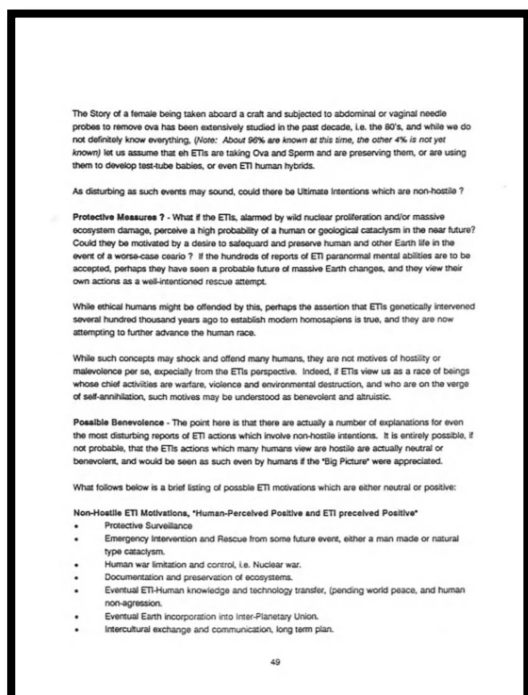 The Story of a female being taken aboard a craft and subjected to abdominal or vaginal needle
probes to remove ova has been extensively studied in the past decade, i.e. the 80's, and while we do
not definitely know everything, (Note: About 96% are known at this time, the other 4% is not yet
known) let us assume that eh ETIs are taking Ova and Sperm and are preserving them, or are using
them to develop test-tube babies, or even ETI human hybrids.
As disturbing as such events may sound, could there be Ultimate Intentions which are non-hostile ?
Protective Measures ? - What if the ETIs, alarmed by wild nuclear proliferation and/or massive
ecosystem damage, perceive a high probability of a human or geological cataclysm in the near future?
Could they be motivated by a desire to safequard and preserve human and other Earth life in the
event of a worse-case ceario ? If the hundreds of reports of ETI paranormal mental abilities are to be
accepted, perhaps they have seen a probable future of massive Earth changes, and they view their
own actions as a well-intentioned rescue attempt.
While ethical humans might be offended by this, perhaps the assertion that ETIs genetically intervened
several hundred thousand years ago to establish modern homosapiens is true, and they are now
attempting to further advance the human race.
While such concepts may shock and offend many humans, they are not motives of hostility or
malevolence per se, expecially from the ETIs perspective. Indeed, if ETIs view us as a race of beings
whose chief activities are warfare, violence and environmental destruction, and who are on the verge
of self-annihilation, such motives may be understood as benevolent and altruistic.
Possible Benevolence - The point here is that there are actually a number of explanations for even
the most disturbing reports of ETI actions which involve non-hostile intentions. It is entirely possible, if
not probable, that the ETIs actions which many humans view are hostile are actually neutral or
benevolent, and would be seen as such even by humans if the "Big Picture" were appreciated.
What follows below is a brief listing of possble ETI motivations which are either neutral or positive:
Non-Hostile ETI Motivations, "Human-Perceived Positive and ETI preceived Positive"
• Protective Surveillance
• Emergency Intervention and Rescue from some future event, either a man made or natural
type cataclysm.
• Human war limitation and control, i.e. Nuclear war.
• Documentation and preservation of ecosystems.
• Eventual ETI-Human knowledge and technology transfer, (pending world peace, and human
non-agression.
• Eventual Earth incorporation into Inter-Planetary Union.
• Intercultural exchange and communication, long term plan.
49